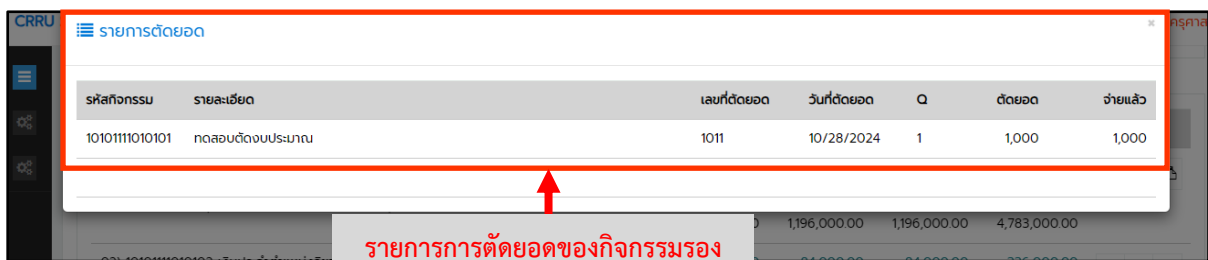 CRRU
รายการตัดยอด
×
รหัสกิจกรรม รายละเอียด เลขที่ตัดยอด วันที่ตัดยอด Q ตัดยอด จ่ายแล้ว
10101111010101 ทดสอบตัดงบประมาณ 1011 10/28/2024 1 1,000 1,000
1,196,000.00 1,196,000.00 4,783,000.00
รายการการตัดยอดของกิจกรรมรอง